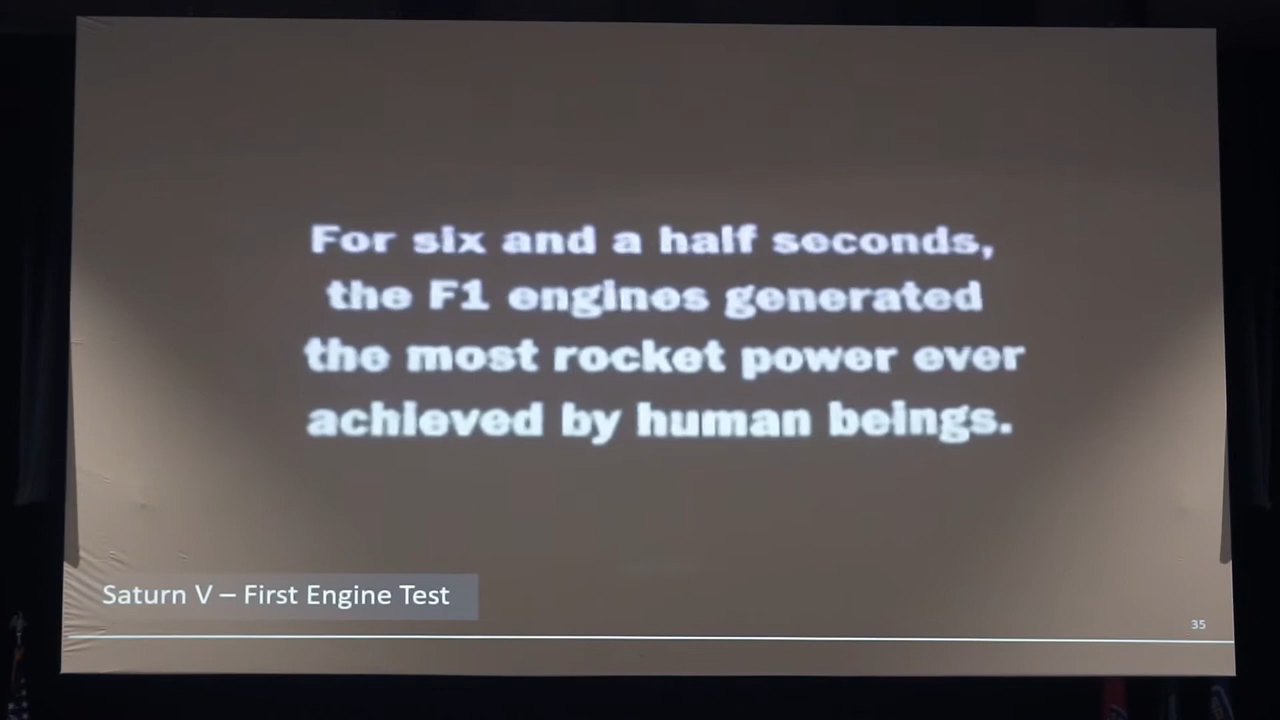 For six and a half seconds,
the F1 engines generated
the most rocket power ever
achieved by human beings.
Saturn V – First Engine Test
35